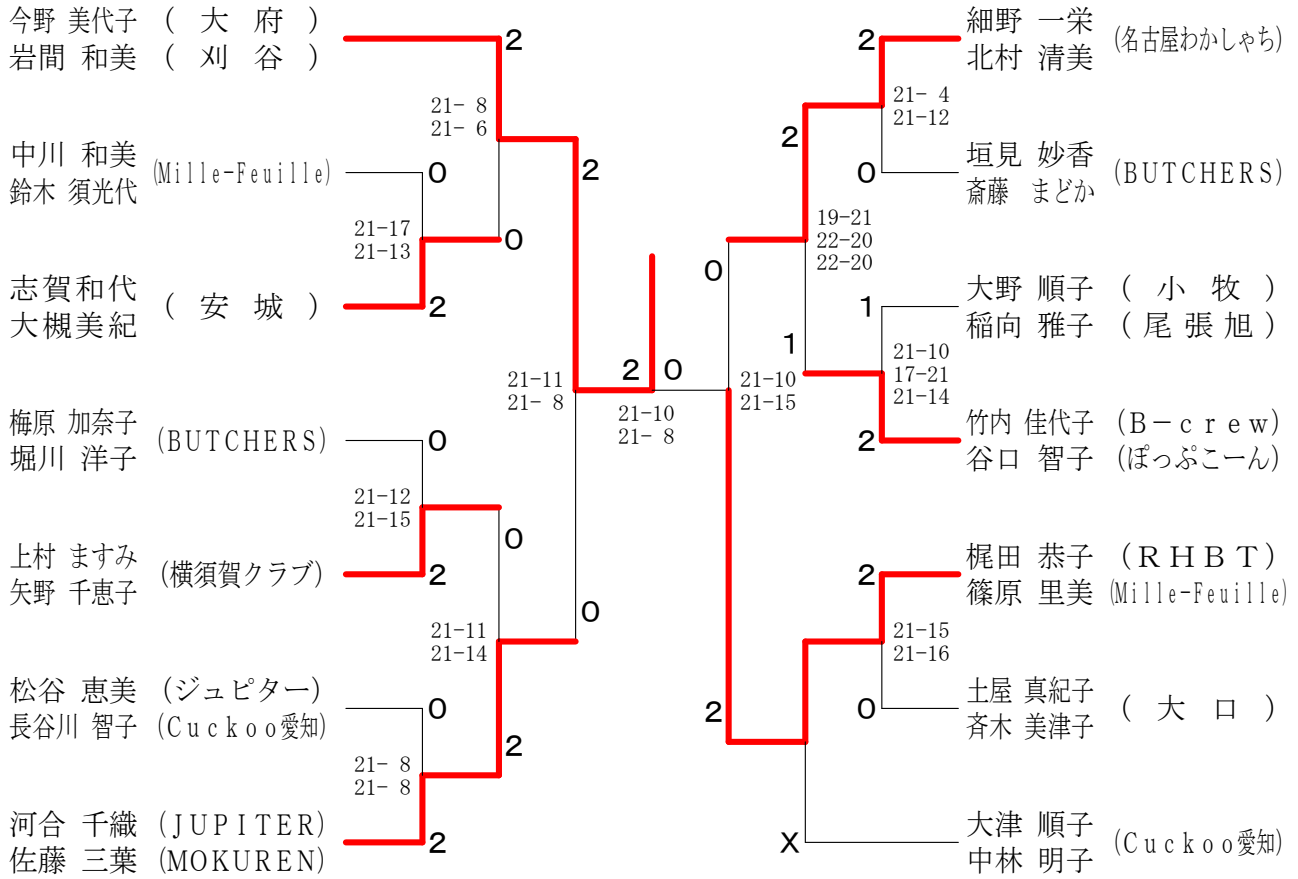 今野 美代子 ( 大 府 )
岩間 和美 ( 刈 谷 )
2
21- 8
21- 6
中川 和美
鈴木 須光代
(Mille-Feuille)
0
2
21-17
21-13
0
志賀和代
大槻美紀
( 安 城 )
2
21-11
21- 8
2
0
21-10
21- 8
梅原 加奈子
堀川 洋子
(BUTCHERS)
0
21-12
21-15
0
上村 ますみ
矢野 千恵子
(横須賀クラブ)
2
0
21-11
21-14
松谷 恵美 (ジュピター)
長谷川 智子 (Cuckoo愛知)
0
2
21- 8
21- 8
河合 千織 (JUPITER)
佐藤 三葉 (MOKUREN)
2
2
細野 一栄
北村 清美
(名古屋わかしゃち)
21- 4
21-12
2
0
垣見 妙香
斎藤 まどか
(BUTCHERS)
19-21
22-20
22-20
0
1
大野 順子 ( 小 牧 )
稲向 雅子 (尾張旭)
1
21-10
17-21
21-14
21-10
21-15
2
竹内 佳代子 (B-crew)
谷口 智子 (ぽっぷこーん)
2
梶田 恭子 (RHBT)
篠原 里美 (Mille-Feuille)
21-15
21-16
2
0
土屋 真紀子
斉木 美津子
( 大 口 )
X
大津 順子
中林 明子
(Cuckoo愛知)